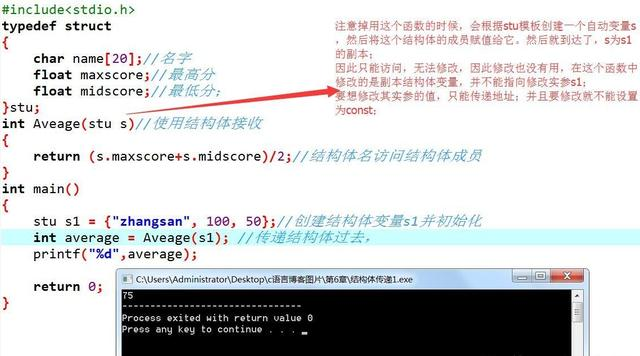 #include<stdio.h>
typedef struct
{
char name[20];//名字
float maxscore;//最高分
float midscore;//最低分;
}stu;
int Aveage(stu s)//使用结构体接收
{
return (s.maxscore+s.midscore)/2;//结构体名访问结构体成员
}
int main()
{
stu s1 = {"zhangsan", 100, 50};//创建结构体变量s1并初始化
int average = Aveage(s1); //传递结构体过去,
printf("%d",average);
return 0;
}
注意掉用这个函数的时候，会根据stu模板创建一个自动变量s
，然后将这个结构体的成员赋值给它。然后就到达了，s为s1
的副本；
因此只能访问，无法修改，因此修改也没有用，在这个函数中
修改的是副本结构体变量，并不能指向修改实参s1；
要想修改其实参的值，只能传递地址；并且要修改就不能设置
为const；
C:\Users\Administrator\Desktop\c语言博客图片\第6章\结构体传递1.exe
75
--------------------------------
Process exited with return value 0
Press any key to continue . . .